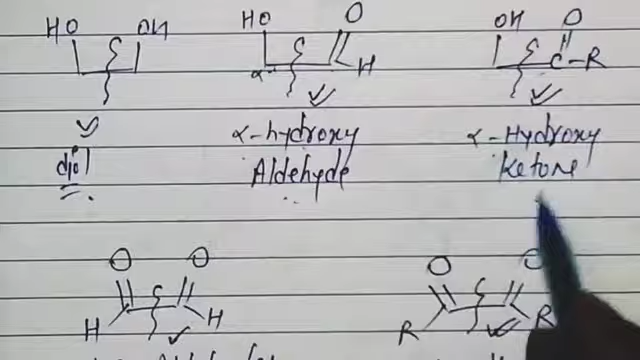 HO OH HO O OH O
α H C-R
diol α-hydroxy Aldehyde α-Hydroxy Ketone
O O O O
H H R R